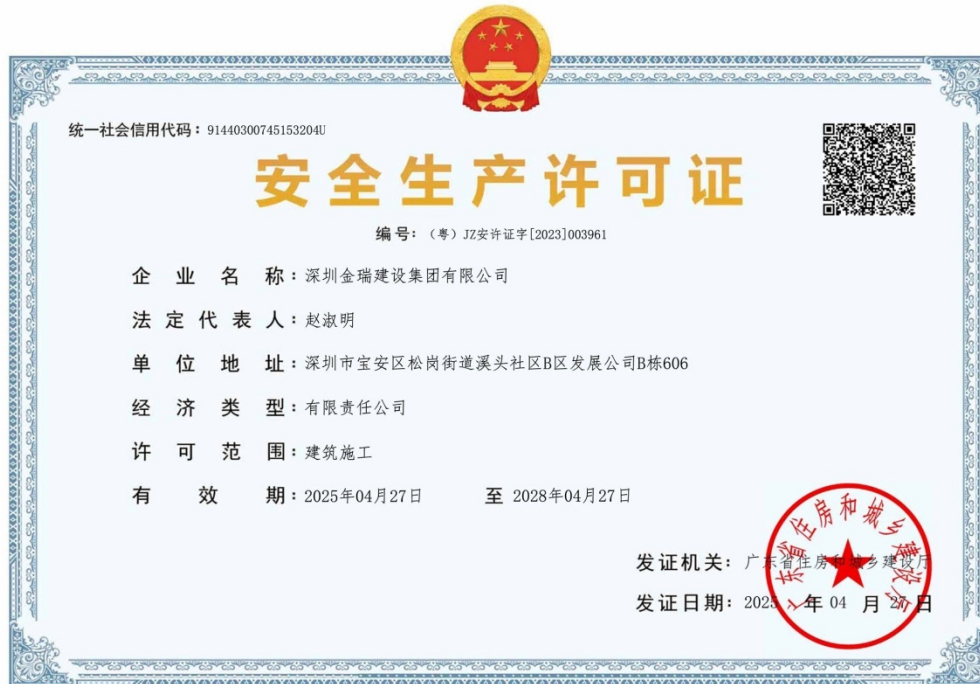 统一社会信用代码：91440300745153204U
安全生产许可证
编号：（粤）JZ安许证字[2023]003961
企业名称：深圳金瑞建设集团有限公司
法定代表人：赵淑明
单位地址：深圳市宝安区松岗街道溪头社区B区发展公司B栋606
经济类型：有限责任公司
许可范围：建筑施工
有效期：2025年04月27日 至 2028年04月27日
发证机关：广东省住房和城乡建设厅
发证日期：2025年04月27日
广东省住房和城乡建设厅